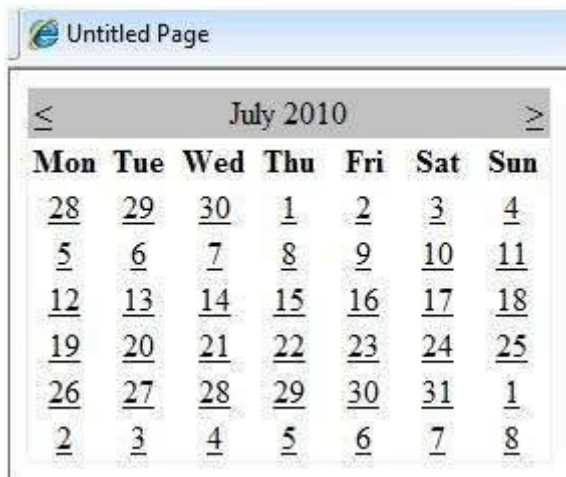 Untitled Page
< July 2010 >
Mon Tue Wed Thu Fri Sat Sun
28 29 30 1 2 3 4
5 6 7 8 9 10 11
12 13 14 15 16 17 18
19 20 21 22 23 24 25
26 27 28 29 30 31 1
2 3 4 5 6 7 8